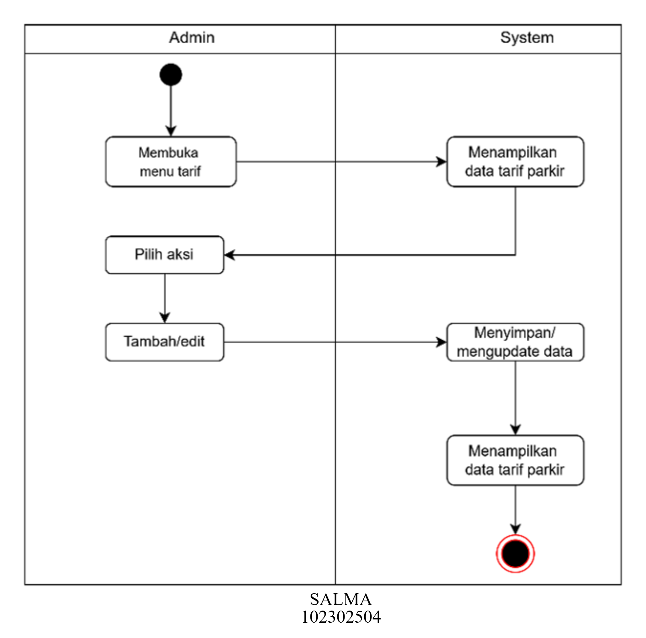 Admin
System
Membuka
menu tarif
Menampilkan
data tarif parkir
Pilih aksi
Tambah/edit
Menyimpan/
mengupdate data
Menampilkan
data tarif parkir
SALMA
102302504